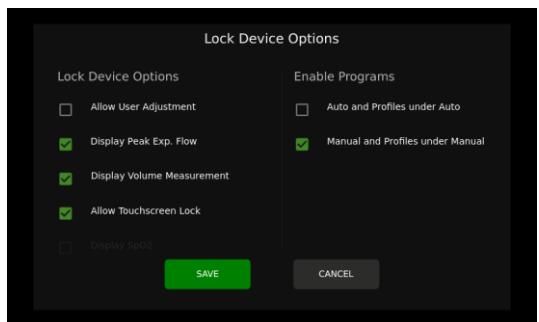 Lock Device Options
Lock Device Options
Allow User Adjustment
Display Peak Exp. Flow
Display Volume Measurement
Allow Touchscreen Lock
Display SpO2
Enable Programs
Auto and Profiles under Auto
Manual and Profiles under Manual
SAVE
CANCEL